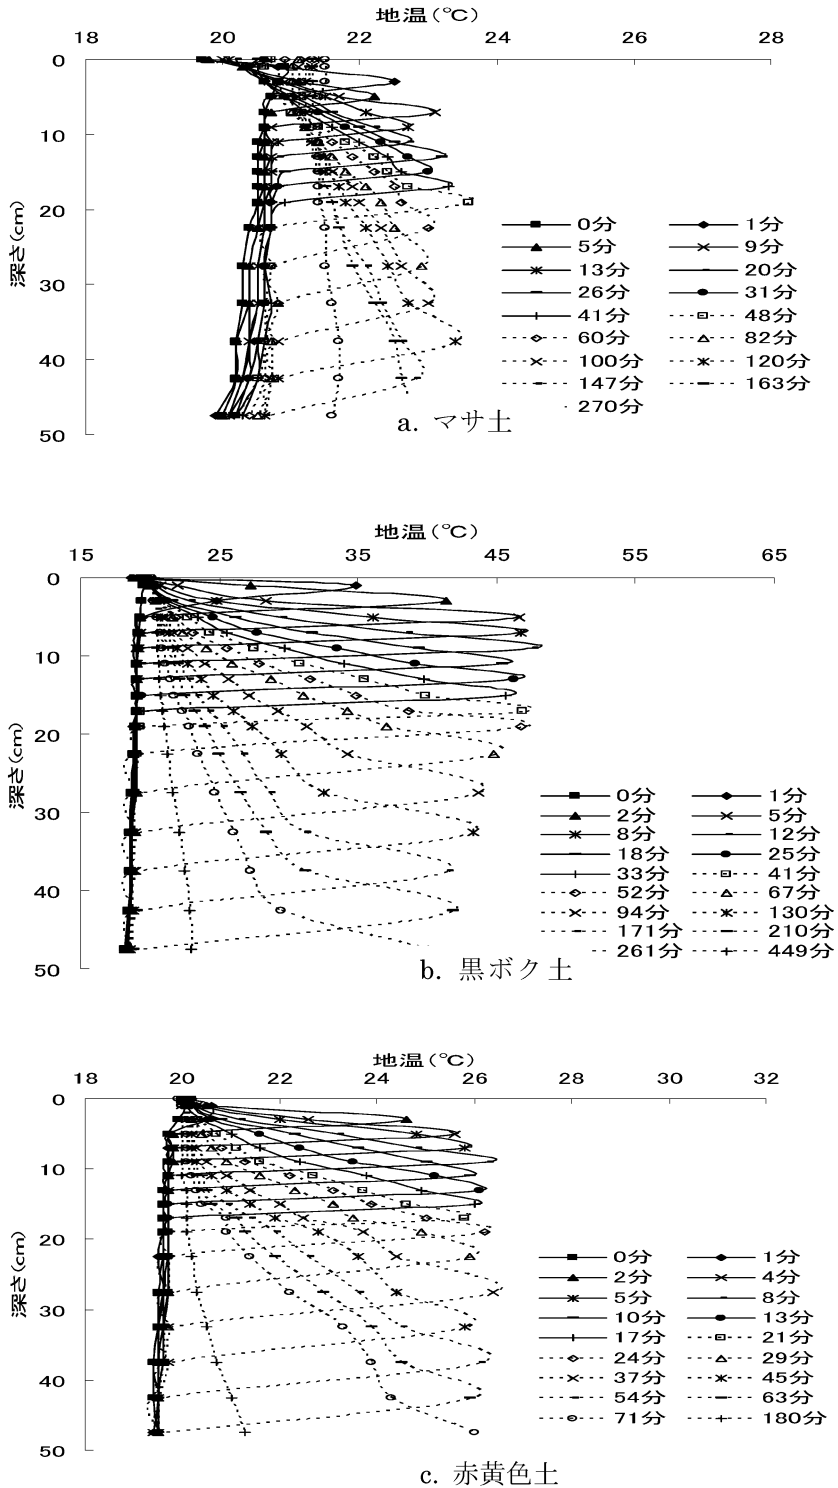 地温(℃)
18 20 22 24 26 28
0
10
20
30
40
50
深さ(cm)
0分 1分
5分 9分
13分 20分
26分 31分
41分 48分
60分 82分
100分 120分
147分 163分
270分
a. マサ土
地温(℃)
15 25 35 45 55 65
0
10
20
30
40
50
深さ(cm)
0分 1分
2分 5分
8分 12分
18分 25分
33分 41分
52分 67分
94分 130分
171分 210分
261分 449分
b. 黒ボク土
地温(℃)
18 20 22 24 26 28 30 32
0
10
20
30
40
50
深さ(cm)
0分 1分
2分 4分
5分 8分
10分 13分
17分 21分
24分 29分
37分 45分
54分 63分
71分 180分
c. 赤黄色土